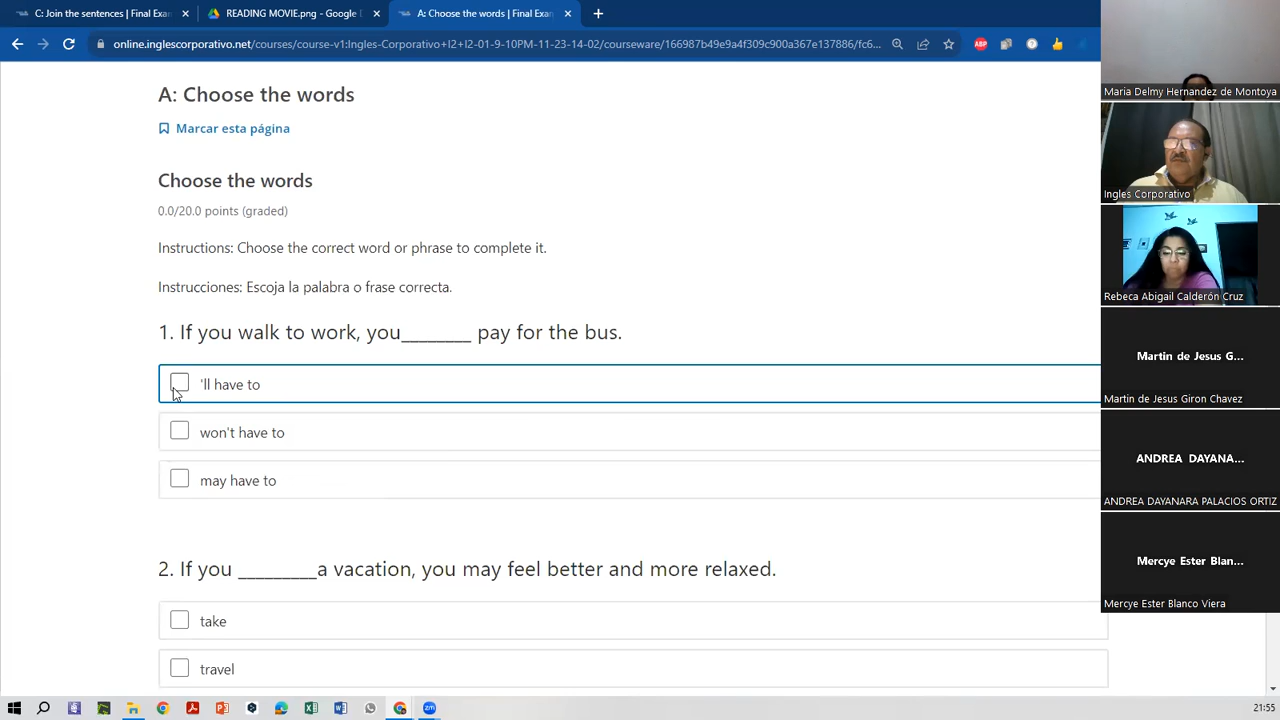 C: Join the sentences | Final Exam
READING MOVIE.png - Google
A: Choose the words | Final Exam
online.inglescorporativo.net/courses/course-v1:Ingles-Corporativo+I2+I2-01-9-10PM-11-23-14-02/courseware/166987b49e9a4f309c900a367e137886/fc6...
ABP
A: Choose the words
Marcar esta página
Choose the words
0.0/20.0 points (graded)
Instructions: Choose the correct word or phrase to complete it.
Instrucciones: Escoja la palabra o frase correcta.
1. If you walk to work, you________ pay for the bus.
'll have to
won't have to
may have to
2. If you _________a vacation, you may feel better and more relaxed.
take
travel
Maria Delmy Hernandez de Montoya
Ingles Corporativo
Rebeca Abigail Calderón Cruz
Martin de Jesus G...
Martin de Jesus Giron Chavez
ANDREA DAYANA...
ANDREA DAYANARA PALACIOS ORTIZ
Mercye Ester Blan...
Mercye Ester Blanco Viera
21:55